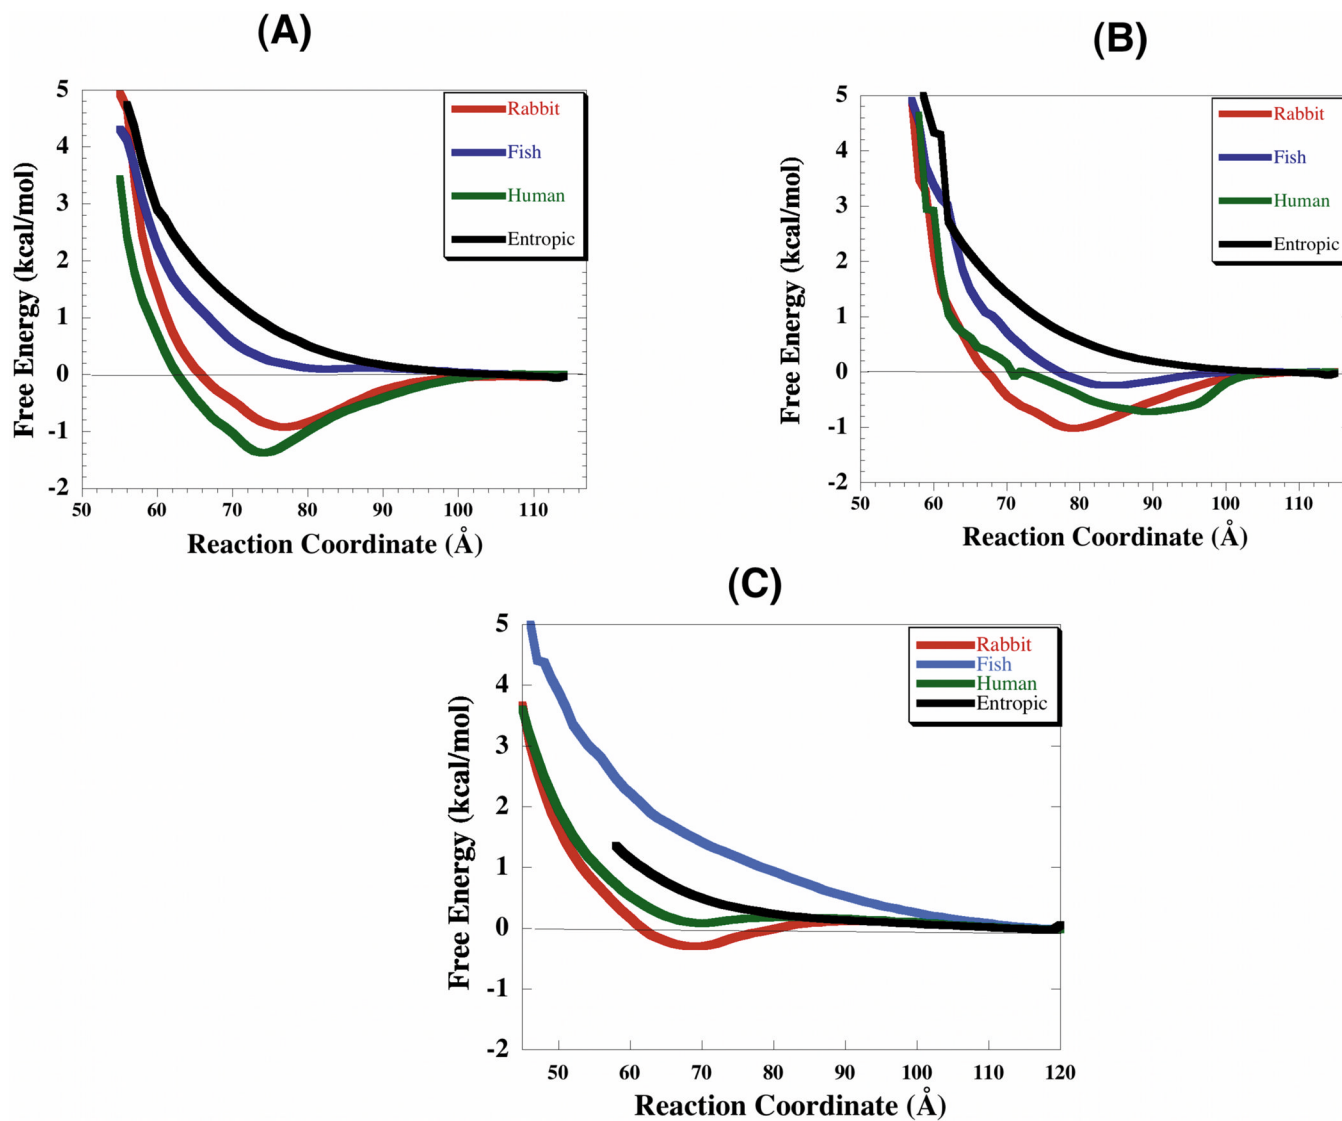 (A)
Free Energy (kcal/mol)
5
4
3
2
1
0
-1
-2
50 60 70 80 90 100 110
Reaction Coordinate (Å)
Rabbit
Fish
Human
Entropic
(B)
Free Energy (kcal/mol)
5
4
3
2
1
0
-1
-2
50 60 70 80 90 100 110
Reaction Coordinate (Å)
Rabbit
Fish
Human
Entropic
(C)
Free Energy (kcal/mol)
5
4
3
2
1
0
-1
-2
50 60 70 80 90 100 110 120
Reaction Coordinate (Å)
Rabbit
Fish
Human
Entropic